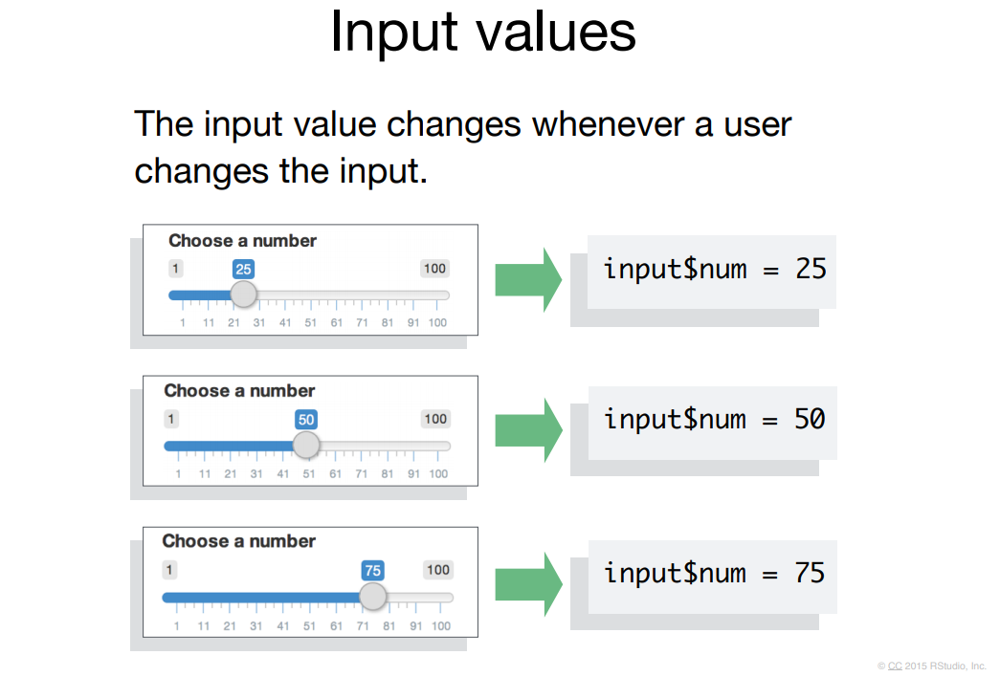 Input values
The input value changes whenever a user
changes the input.
Choose a number
1 25 100
1 11 21 31 41 51 61 71 81 91 100
input$num = 25
Choose a number
1 50 100
1 11 21 31 41 51 61 71 81 91 100
input$num = 50
Choose a number
1 75 100
1 11 21 31 41 51 61 71 81 91 100
input$num = 75
© CC 2015 RStudio, Inc.